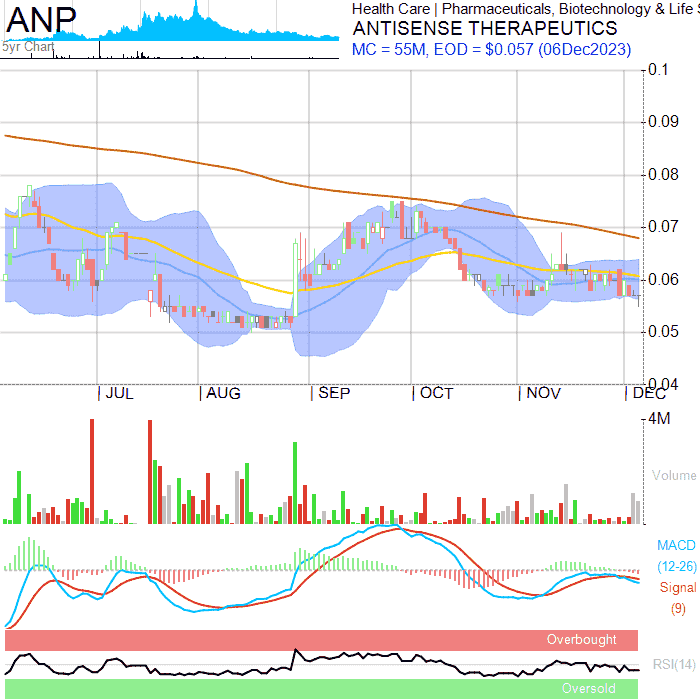 ANP
5yr Chart
Health Care | Pharmaceuticals, Biotechnology & Life S
ANTISENSE THERAPEUTICS
MC = 55M, EOD = $0.057 (06Dec2023)
0.1
0.09
0.08
0.07
0.06
0.05
0.04
JUL AUG SEP OCT NOV DEC
4M
Volume
MACD
(12-26)
Signal
(9)
Overbought
RSI(14)
Oversold